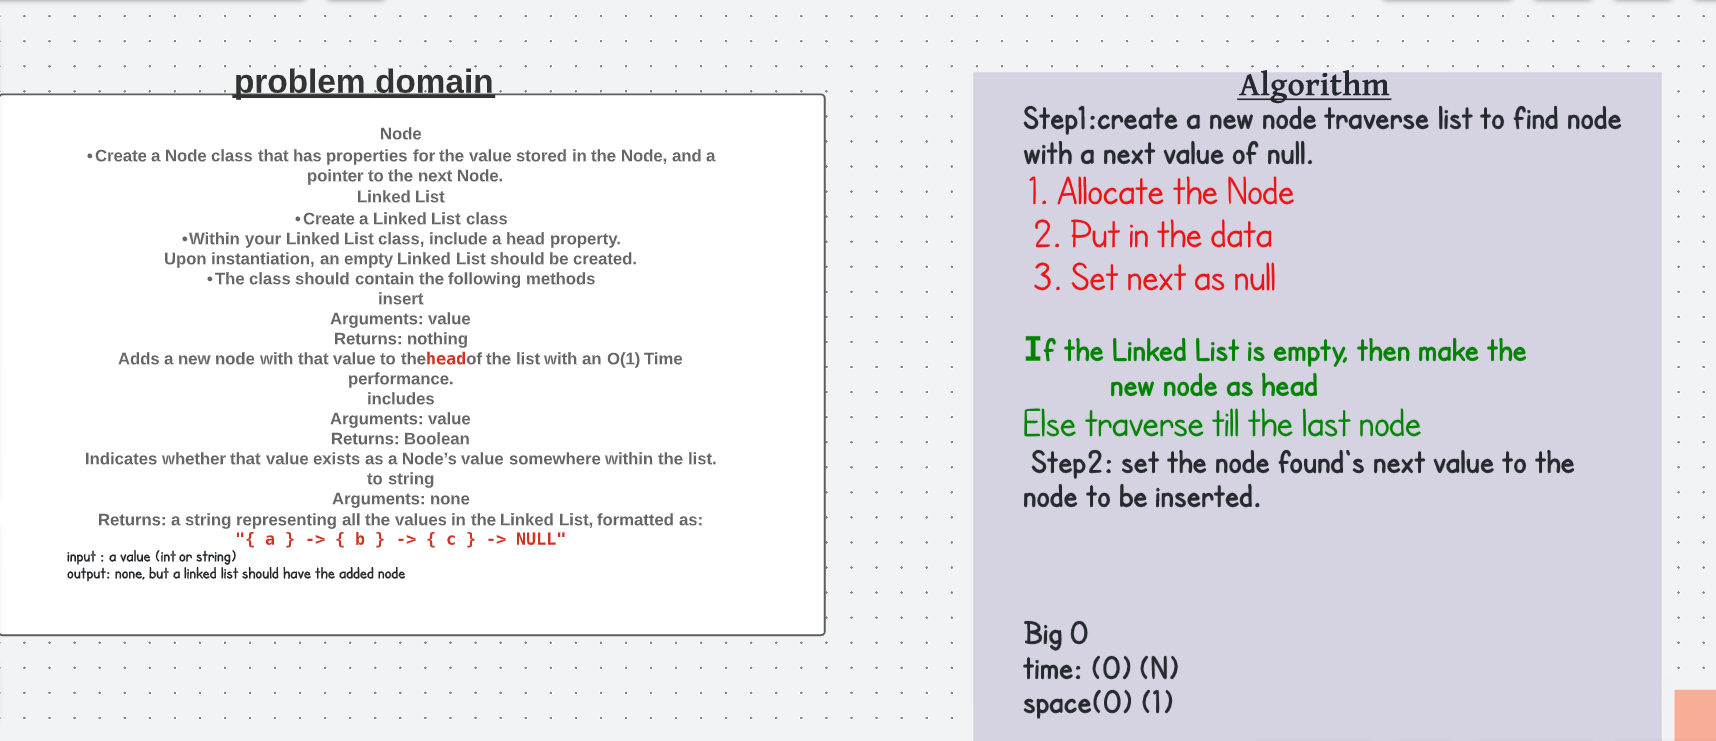 problem domain
Node
•Create a Node class that has properties for the value stored in the Node, and a
pointer to the next Node.
Linked List
•Create a Linked List class
•Within your Linked List class, include a head property.
Upon instantiation, an empty Linked List should be created.
•The class should contain the following methods
insert
Arguments: value
Returns: nothing
Adds a new node with that value to theheadof the list with an O(1) Time
performance.
includes
Arguments: value
Returns: Boolean
Indicates whether that value exists as a Node’s value somewhere within the list.
to string
Arguments: none
Returns: a string representing all the values in the Linked List, formatted as:
"{ a } -> { b } -> { c } -> NULL"
input : a value (int or string)
output: none, but a linked list should have the added node
Algorithm
Step1:create a new node traverse list to find node
with a next value of null.
1. Allocate the Node
2. Put in the data
3. Set next as null
If the Linked List is empty, then make the
new node as head
Else traverse till the last node
Step2: set the node found`s next value to the
node to be inserted.
Big O
time: (O) (N)
space(O) (1)